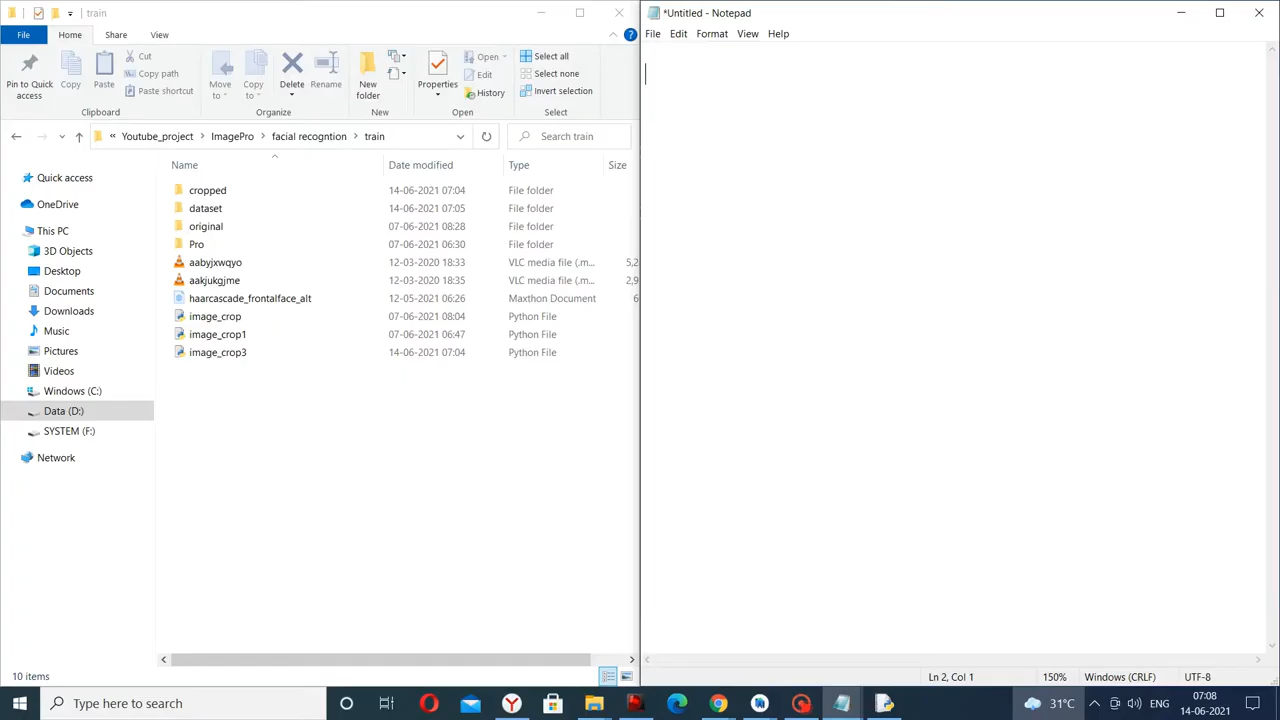 train
File Home Share View
Pin to Quick access
Copy
Paste
Cut
Copy path
Paste shortcut
Clipboard
Move to
Copy to
Delete
Rename
Organize
New folder
New
Properties
Open
Edit
History
Open
Select all
Select none
Invert selection
Select
« Youtube_project > ImagePro > facial recogntion > train
Search train
Name Date modified Type Size
cropped 14-06-2021 07:04 File folder
dataset 14-06-2021 07:05 File folder
original 07-06-2021 08:28 File folder
Pro 07-06-2021 06:30 File folder
aabyjxwqyo 12-03-2020 18:33 VLC media file (.m... 5,2
aakjukgjme 12-03-2020 18:35 VLC media file (.m... 2,9
haarcascade_frontalface_alt 12-05-2021 06:26 Maxthon Document 6
image_crop 07-06-2021 08:04 Python File
image_crop1 07-06-2021 06:47 Python File
image_crop3 14-06-2021 07:04 Python File
Quick access
OneDrive
This PC
3D Objects
Desktop
Documents
Downloads
Music
Pictures
Videos
Windows (C:)
Data (D:)
SYSTEM (F:)
Network
10 items
*Untitled - Notepad
File Edit Format View Help
Ln 2, Col 1 150% Windows (CRLF) UTF-8
Type here to search
31°C
ENG
07:08
14-06-2021